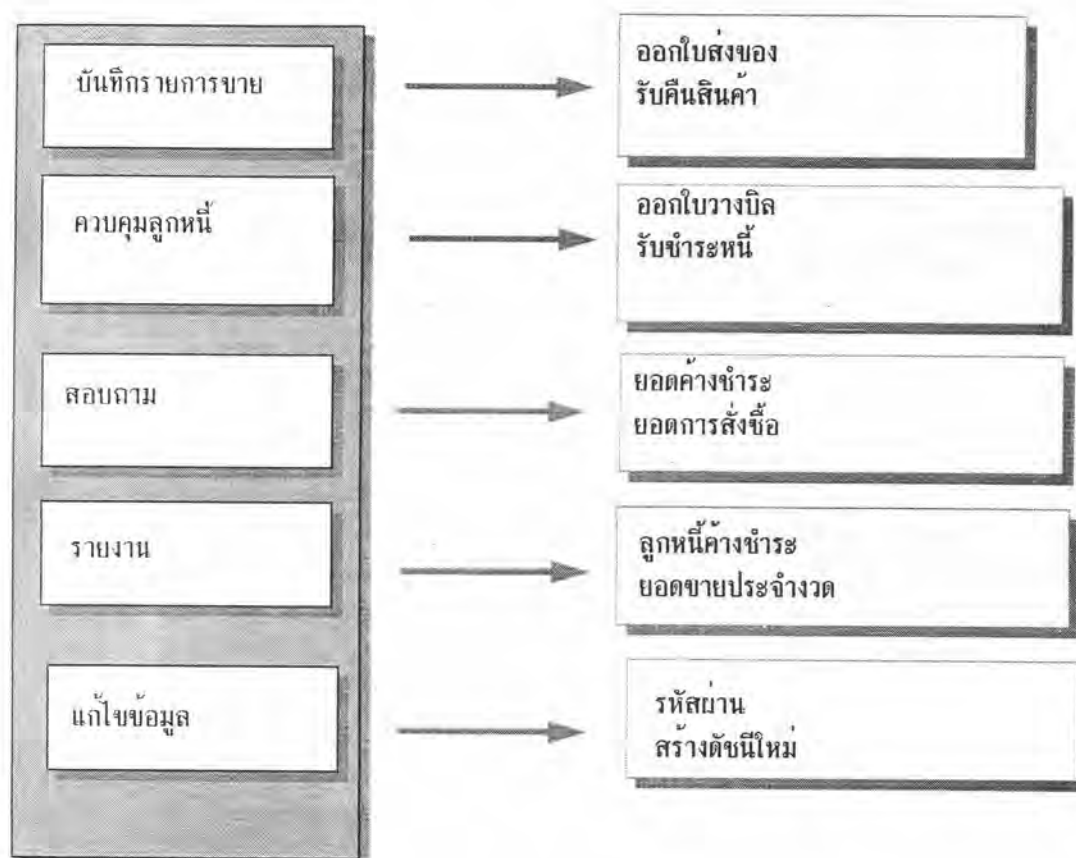 บันทึกรายการขาย
ออกใบส่งของ
รับคืนสินค้า
ควบคุมลูกหนี้
ออกใบวางบิล
รับชำระหนี้
สอบถาม
ยอดค้างชำระ
ยอดการสั่งซื้อ
รายงาน
ลูกหนี้ค้างชำระ
ยอดขายประจำงวด
แก้ไขข้อมูล
รหัสผ่าน
สร้างดัชนีใหม่